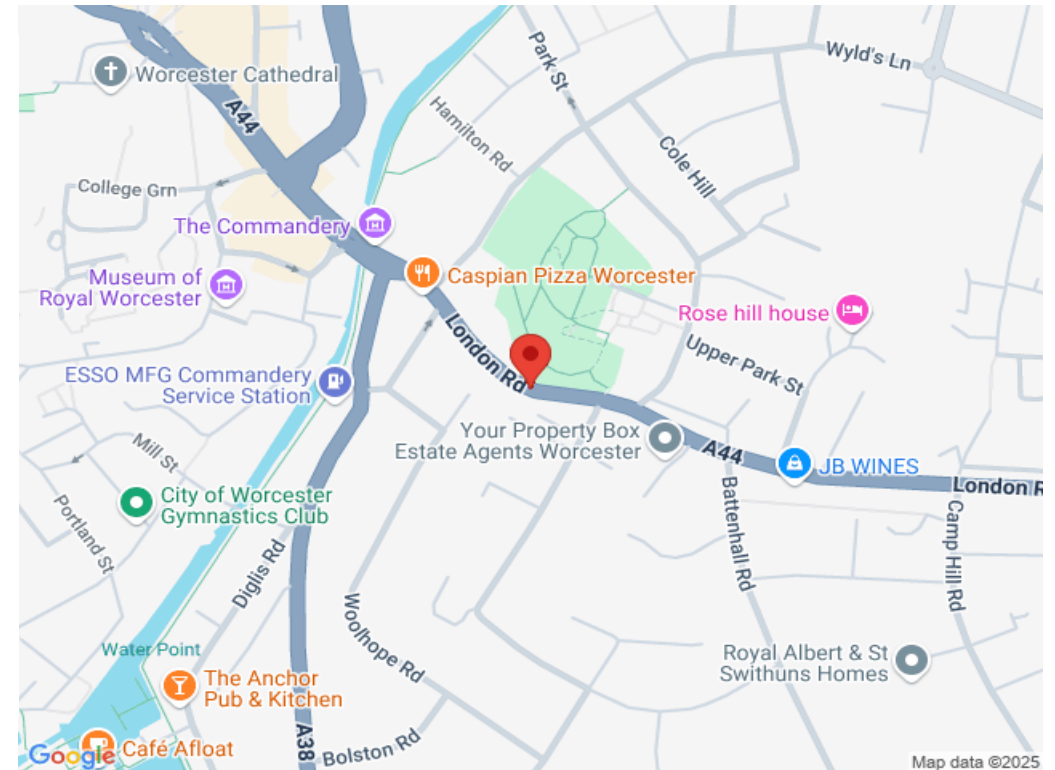 Wyld's Ln
Park St
Worcester Cathedral
A44
Hamilton Rd
Cole Hill
College Grn
The Commandery
Museum of
Royal Worcester
Caspian Pizza Worcester
Rose hill house
London Rd
Upper Park St
ESSO MFG Commandery
Service Station
Your Property Box
Estate Agents Worcester
A44
JB WINES
London R
Mill St
City of Worcester
Gymnastics Club
Portland St
Battenhall Rd
Camp Hill Rd
Diglis Rd
Woolhope Rd
Water Point
Royal Albert & St
Swithuns Homes
The Anchor
Pub & Kitchen
A38
Bolston Rd
Café Afloat
Google
Map data ©2025